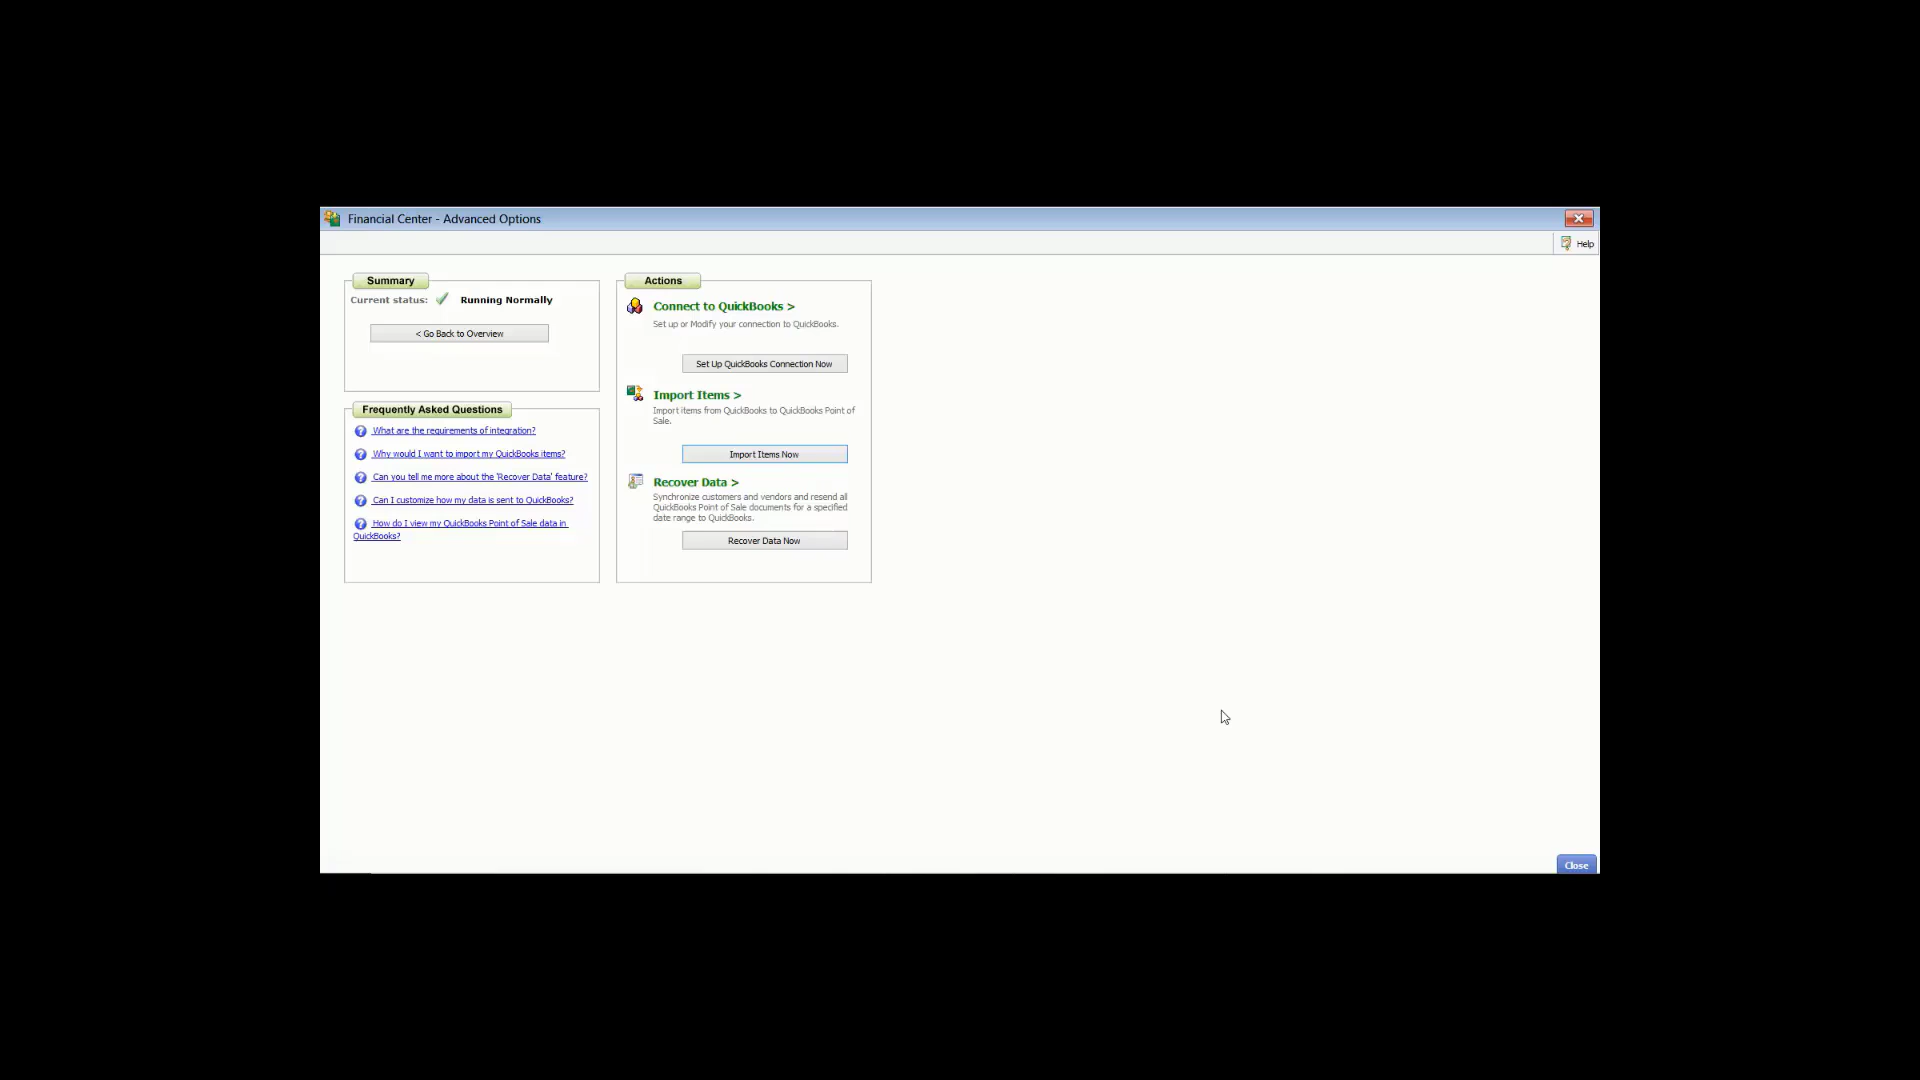 Financial Center - Advanced Options
Help
Summary
Current status: Running Normally
< Go Back to Overview
Frequently Asked Questions
What are the requirements of integration?
Why would I want to import my QuickBooks items?
Can you tell me more about the 'Recover Data' feature?
Can I customize how my data is sent to QuickBooks?
How do I view my QuickBooks Point of Sale data in
QuickBooks?
Actions
Connect to QuickBooks >
Set up or Modify your connection to QuickBooks.
Set Up QuickBooks Connection Now
Import Items >
Import items from QuickBooks to QuickBooks Point of
Sale.
Import Items Now
Recover Data >
Synchronize customers and vendors and resend all
QuickBooks Point of Sale documents for a specified
date range to QuickBooks.
Recover Data Now
Close